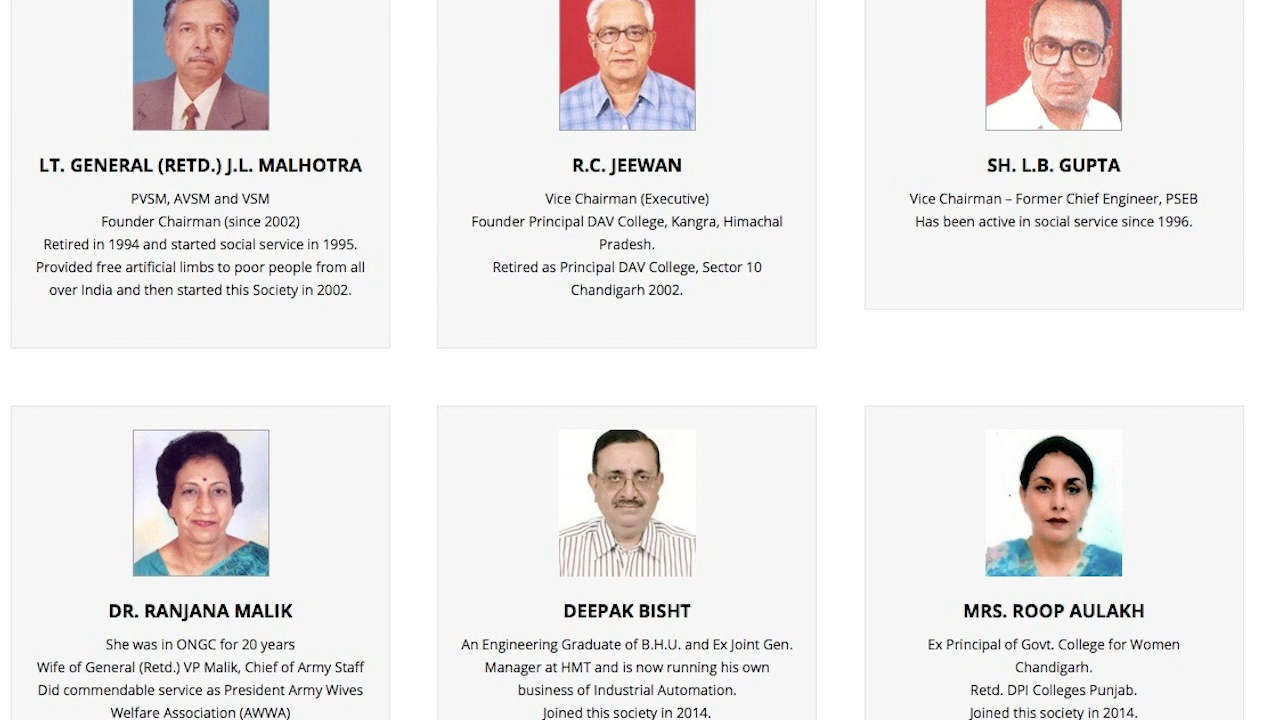 LT. GENERAL (RETD.) J.L. MALHOTRA
PVSM, AVSM and VSM
Founder Chairman (since 2002)
Retired in 1994 and started social service in 1995.
Provided free artificial limbs to poor people from all
over India and then started this Society in 2002.
R.C. JEEWAN
Vice Chairman (Executive)
Founder Principal DAV College, Kangra, Himachal
Pradesh.
Retired as Principal DAV College, Sector 10
Chandigarh 2002.
SH. L.B. GUPTA
Vice Chairman – Former Chief Engineer, PSEB
Has been active in social service since 1996.
DR. RANJANA MALIK
She was in ONGC for 20 years
Wife of General (Retd.) VP Malik, Chief of Army Staff
Did commendable service as President Army Wives
Welfare Association (AWWA)
DEEPAK BISHT
An Engineering Graduate of B.H.U. and Ex Joint Gen.
Manager at HMT and is now running his own
business of Industrial Automation.
Joined this society in 2014.
MRS. ROOP AULAKH
Ex Principal of Govt. College for Women
Chandigarh.
Retd. DPI Colleges Punjab.
Joined this society in 2014.